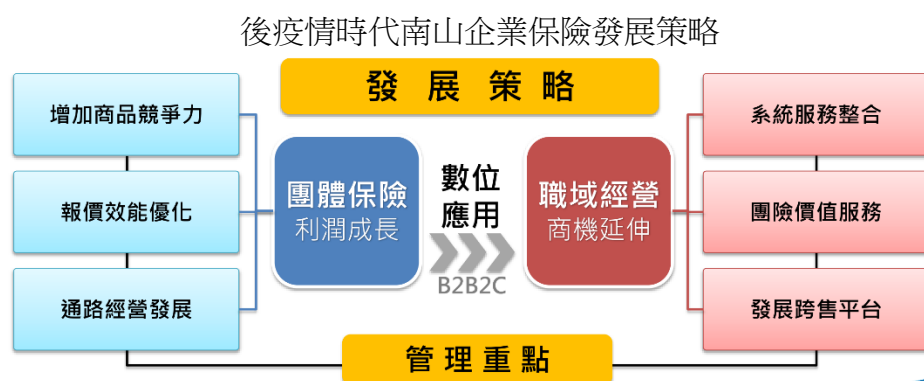 後疫情時代南山企業保險發展策略
發展策略
增加商品競爭力
報價效能優化
通路經營發展
團體保險
利潤成長
數位
應用
B2B2C
職域經營
商機延伸
系統服務整合
團險價值服務
發展跨售平台
管理重點